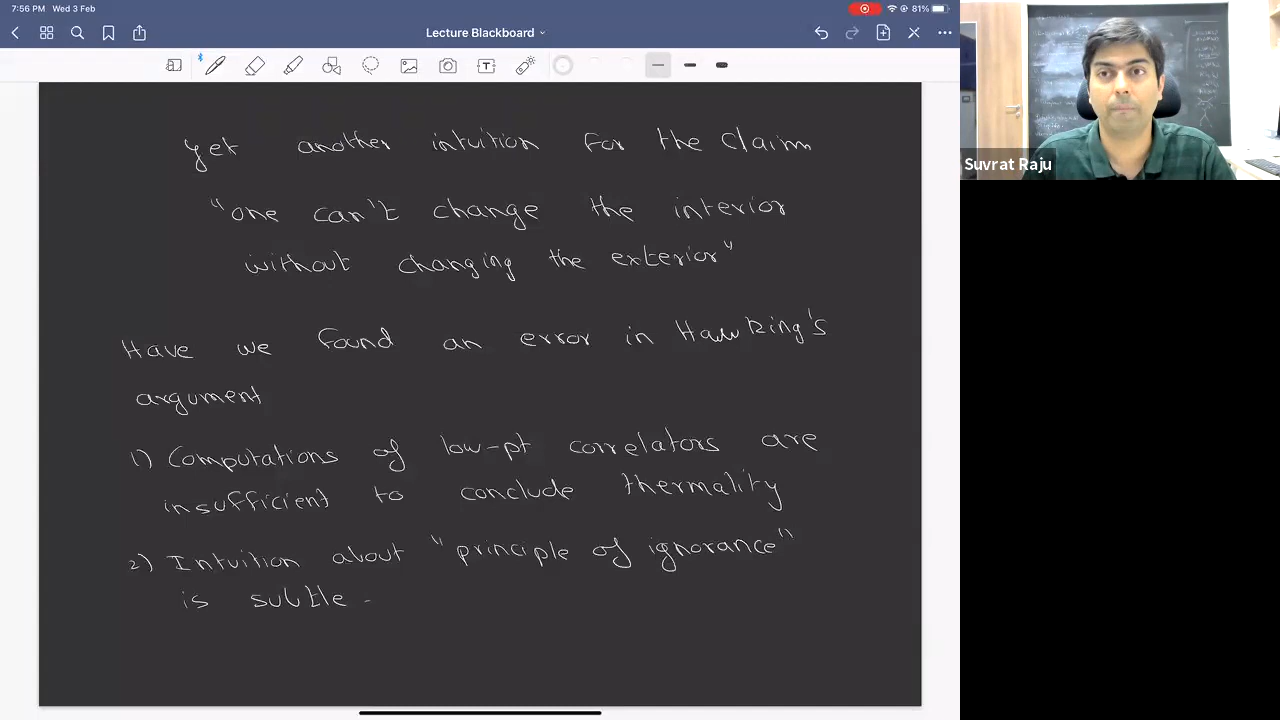 7:56 PM Wed 3 Feb
81%
Lecture Blackboard
Suvrat Raju
yet another intuition for the claim
"one can't change the interior
without changing the exterior"
Have we found an error in Hawking's
argument
1) Computations of low-pt correlators are
insufficient to conclude thermality
2) Intuition about "principle of ignorance"
is subtle -